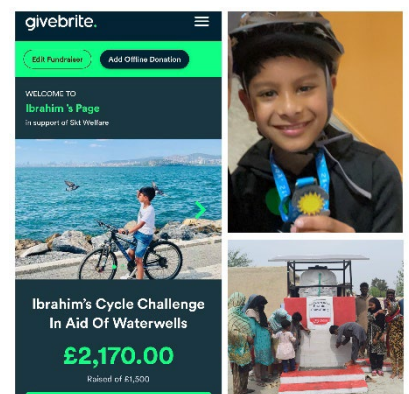 givebrite.
Edit Fundraiser
Add Offline Donation
WELCOME TO
Ibrahim 's Page
in support of Skt Welfare
Ibrahim's Cycle Challenge
In Aid Of Waterwells
£2,170.00
Raised of £1,500